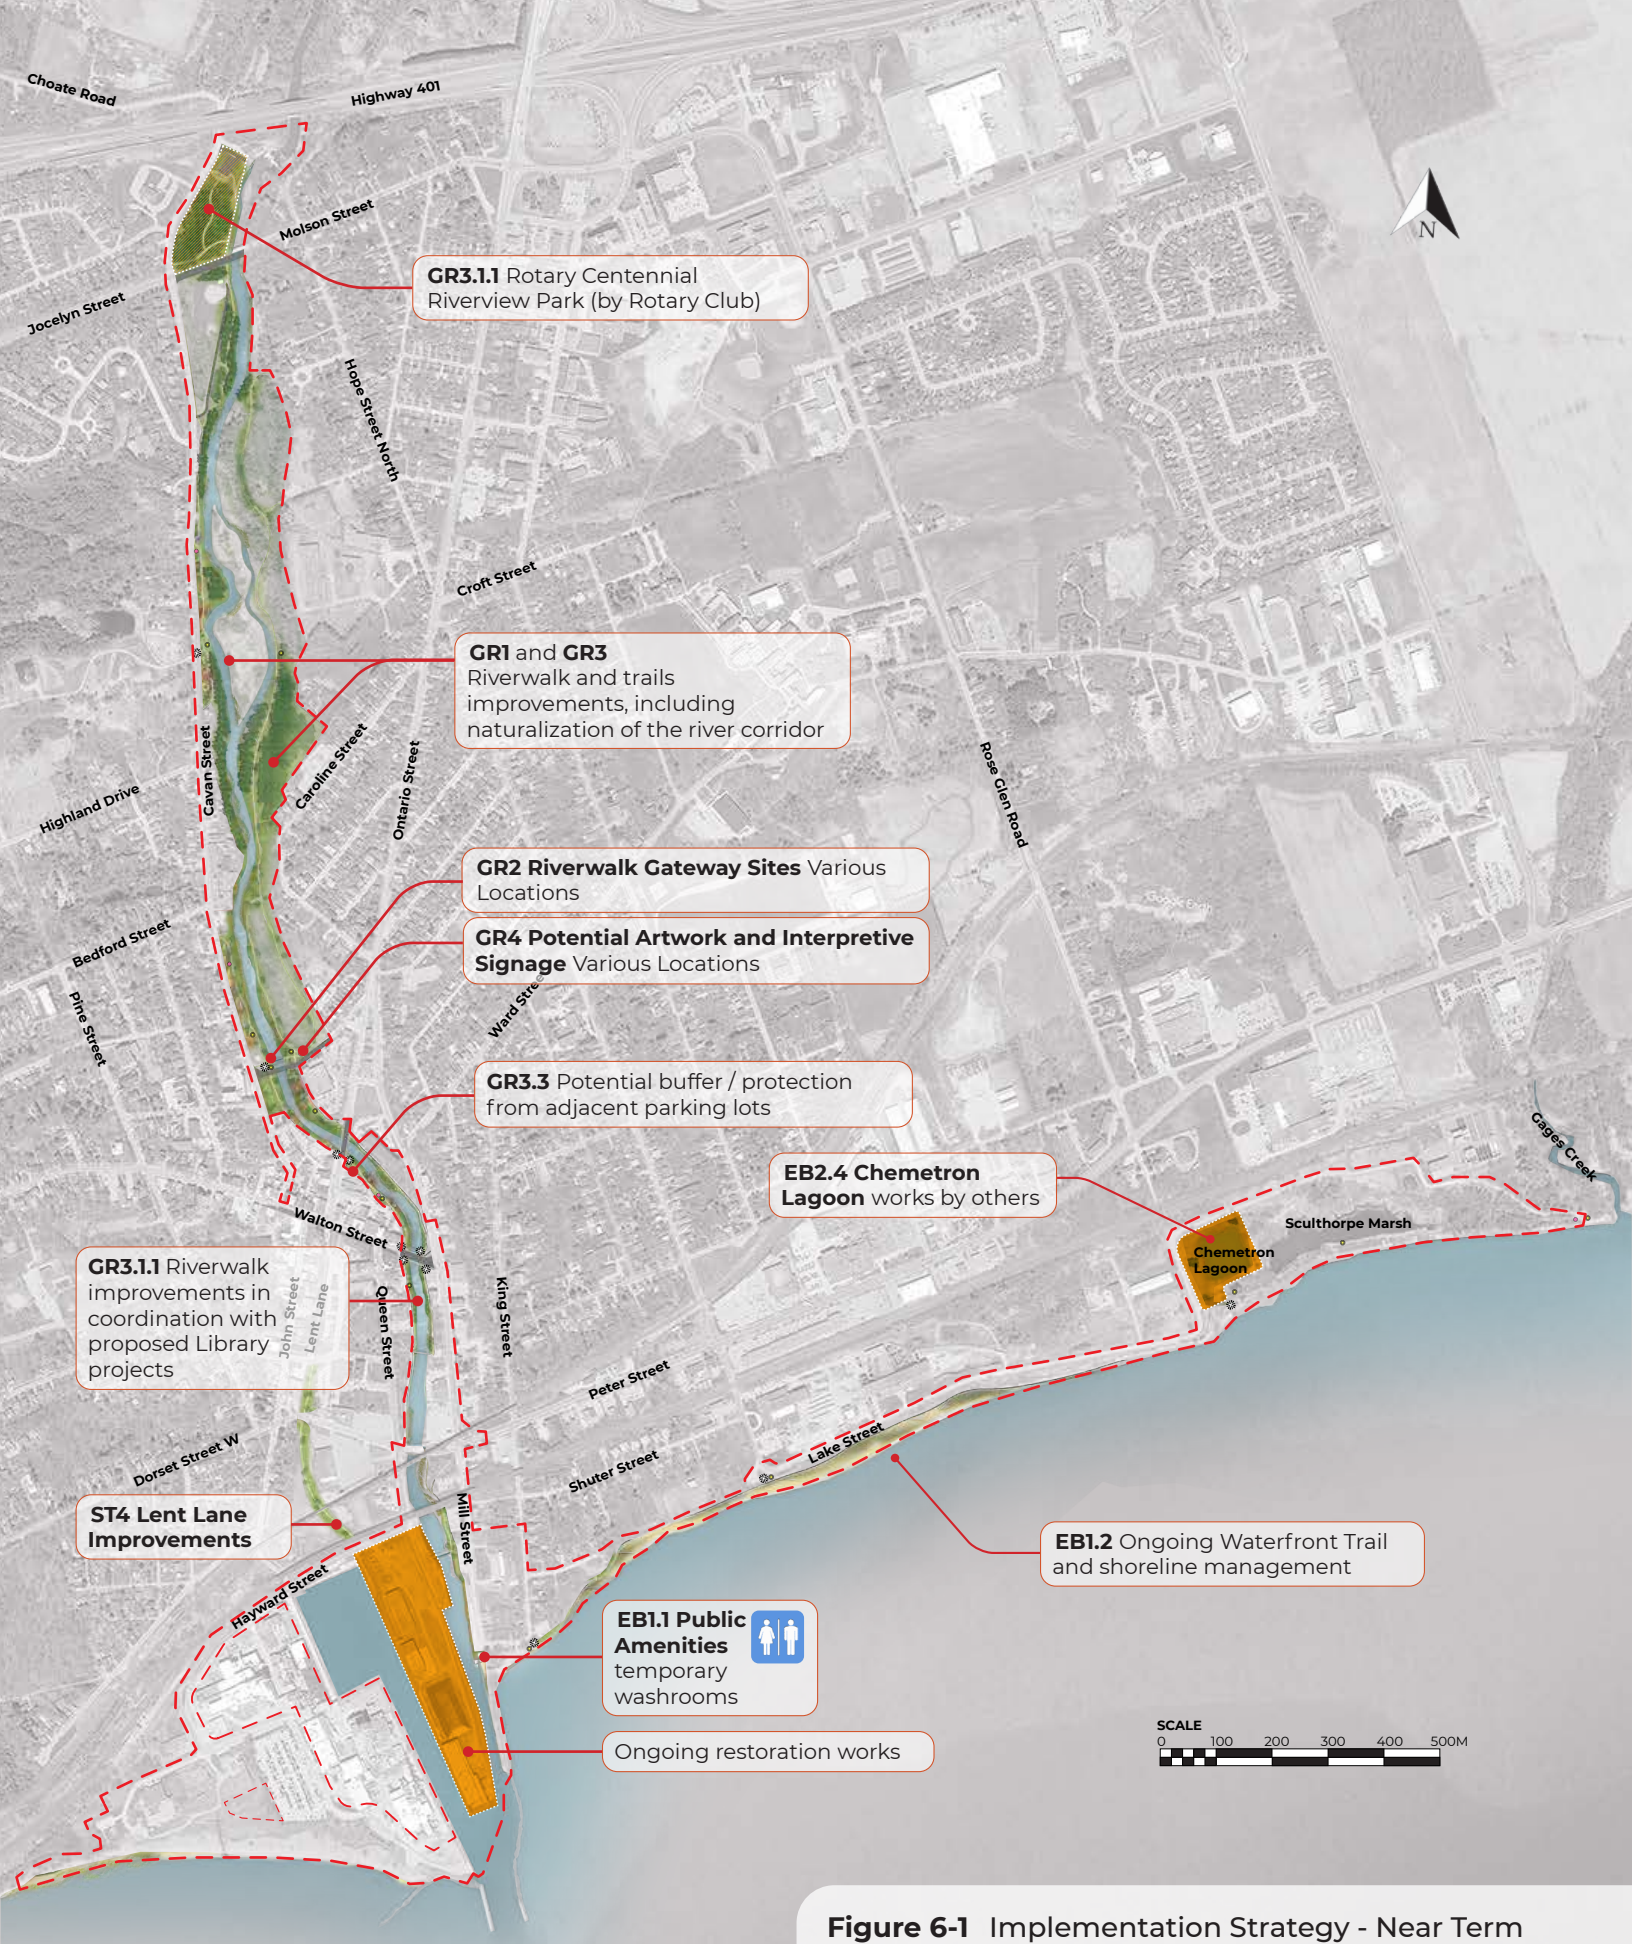 Choate Road
Highway 401
Molson Street
Jocelyn Street
N
GR3.1.1 Rotary Centennial
Riverview Park (by Rotary Club)
Hope Street North
Croft Street
GR1 and GR3
Riverwalk and trails
improvements, including
naturalization of the river corridor
Cavan Street
Caroline Street
Ontario Street
Highland Drive
Rose Glen Road
GR2 Riverwalk Gateway Sites Various
Locations
GR4 Potential Artwork and Interpretive
Signage Various Locations
Google Earth
Bedford Street
Pine Street
Ward Stre
GR3.3 Potential buffer / protection
from adjacent parking lots
Gages Creek
EB2.4 Chemetron
Lagoon works by others
Sculthorpe Marsh
Chemetron
Lagoon
Walton Street
GR3.1.1 Riverwalk
improvements in
coordination with
proposed Library
projects
John Street
Lent Lane
Queen Street
King Street
Peter Street
Lake Street
Dorset Street W
Shuter Street
ST4 Lent Lane
Improvements
Mill Street
EB1.2 Ongoing Waterfront Trail
and shoreline management
Hayward Street
EB1.1 Public
Amenities
temporary
washrooms
Ongoing restoration works
SCALE
0 100 200 300 400 500M
Figure 6-1 Implementation Strategy - Near Term